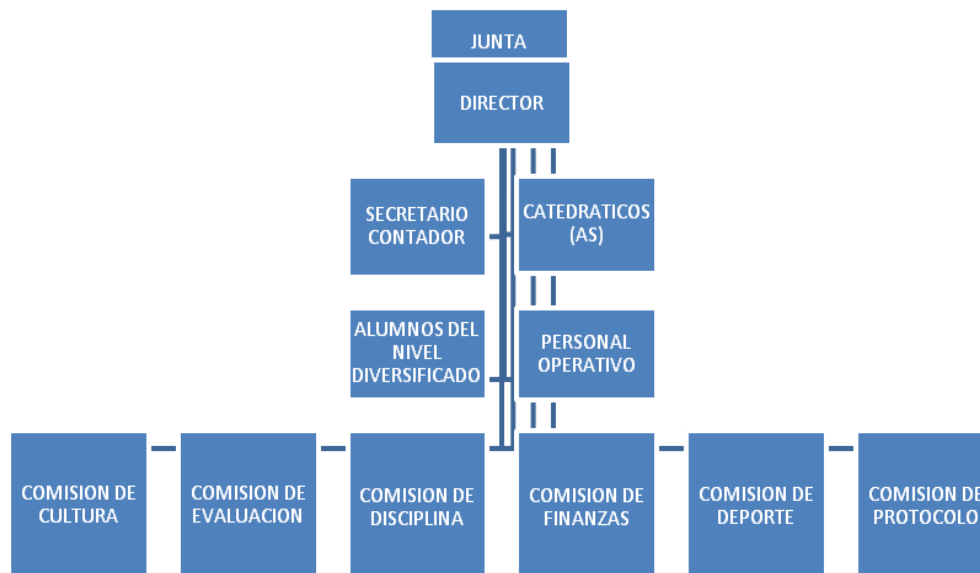 JUNTA
DIRECTOR
SECRETARIO
CONTADOR
CATEDRATICOS
(AS)
ALUMNOS DEL
NIVEL
DIVERSIFICADO
PERSONAL
OPERATIVO
COMISION DE
CULTURA
COMISION DE
EVALUACION
COMISION DE
DISCIPLINA
COMISION DE
FINANZAS
COMISION DE
DEPORTE
COMISION DE
PROTOCOLO